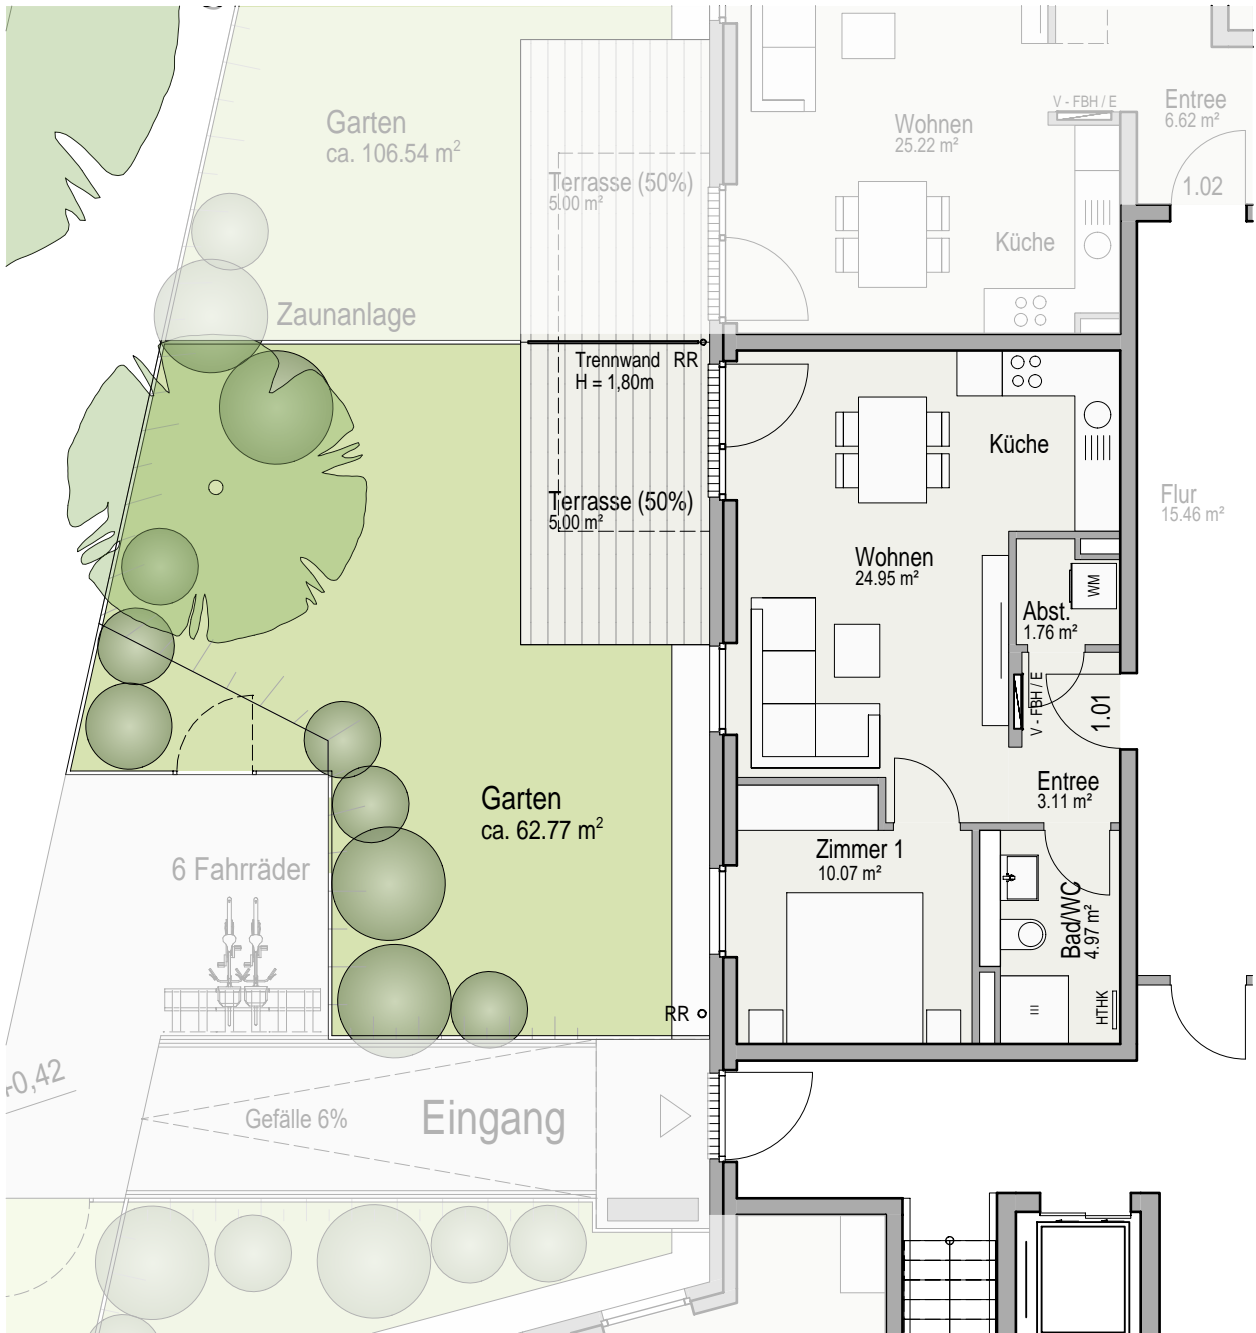 Garten
ca. 106.54 m²
Terrasse (50%)
5.00 m²
Zaunanlage
Wohnen
25.22 m²
V - FBH / E
Entree
6.62 m²
1.02
Küche
Trennwand RR
H = 1,80m
Terrasse (50%)
5.00 m²
Küche
Wohnen
24.95 m²
Flur
15.46 m²
WM
Abst.
1.76 m²
V - FBH / E
1.01
Entree
3.11 m²
Garten
ca. 62.77 m²
Zimmer 1
10.07 m²
Bad/WC
4.97 m²
HTHK
6 Fahrräder
RR
Gefälle 6%
Eingang